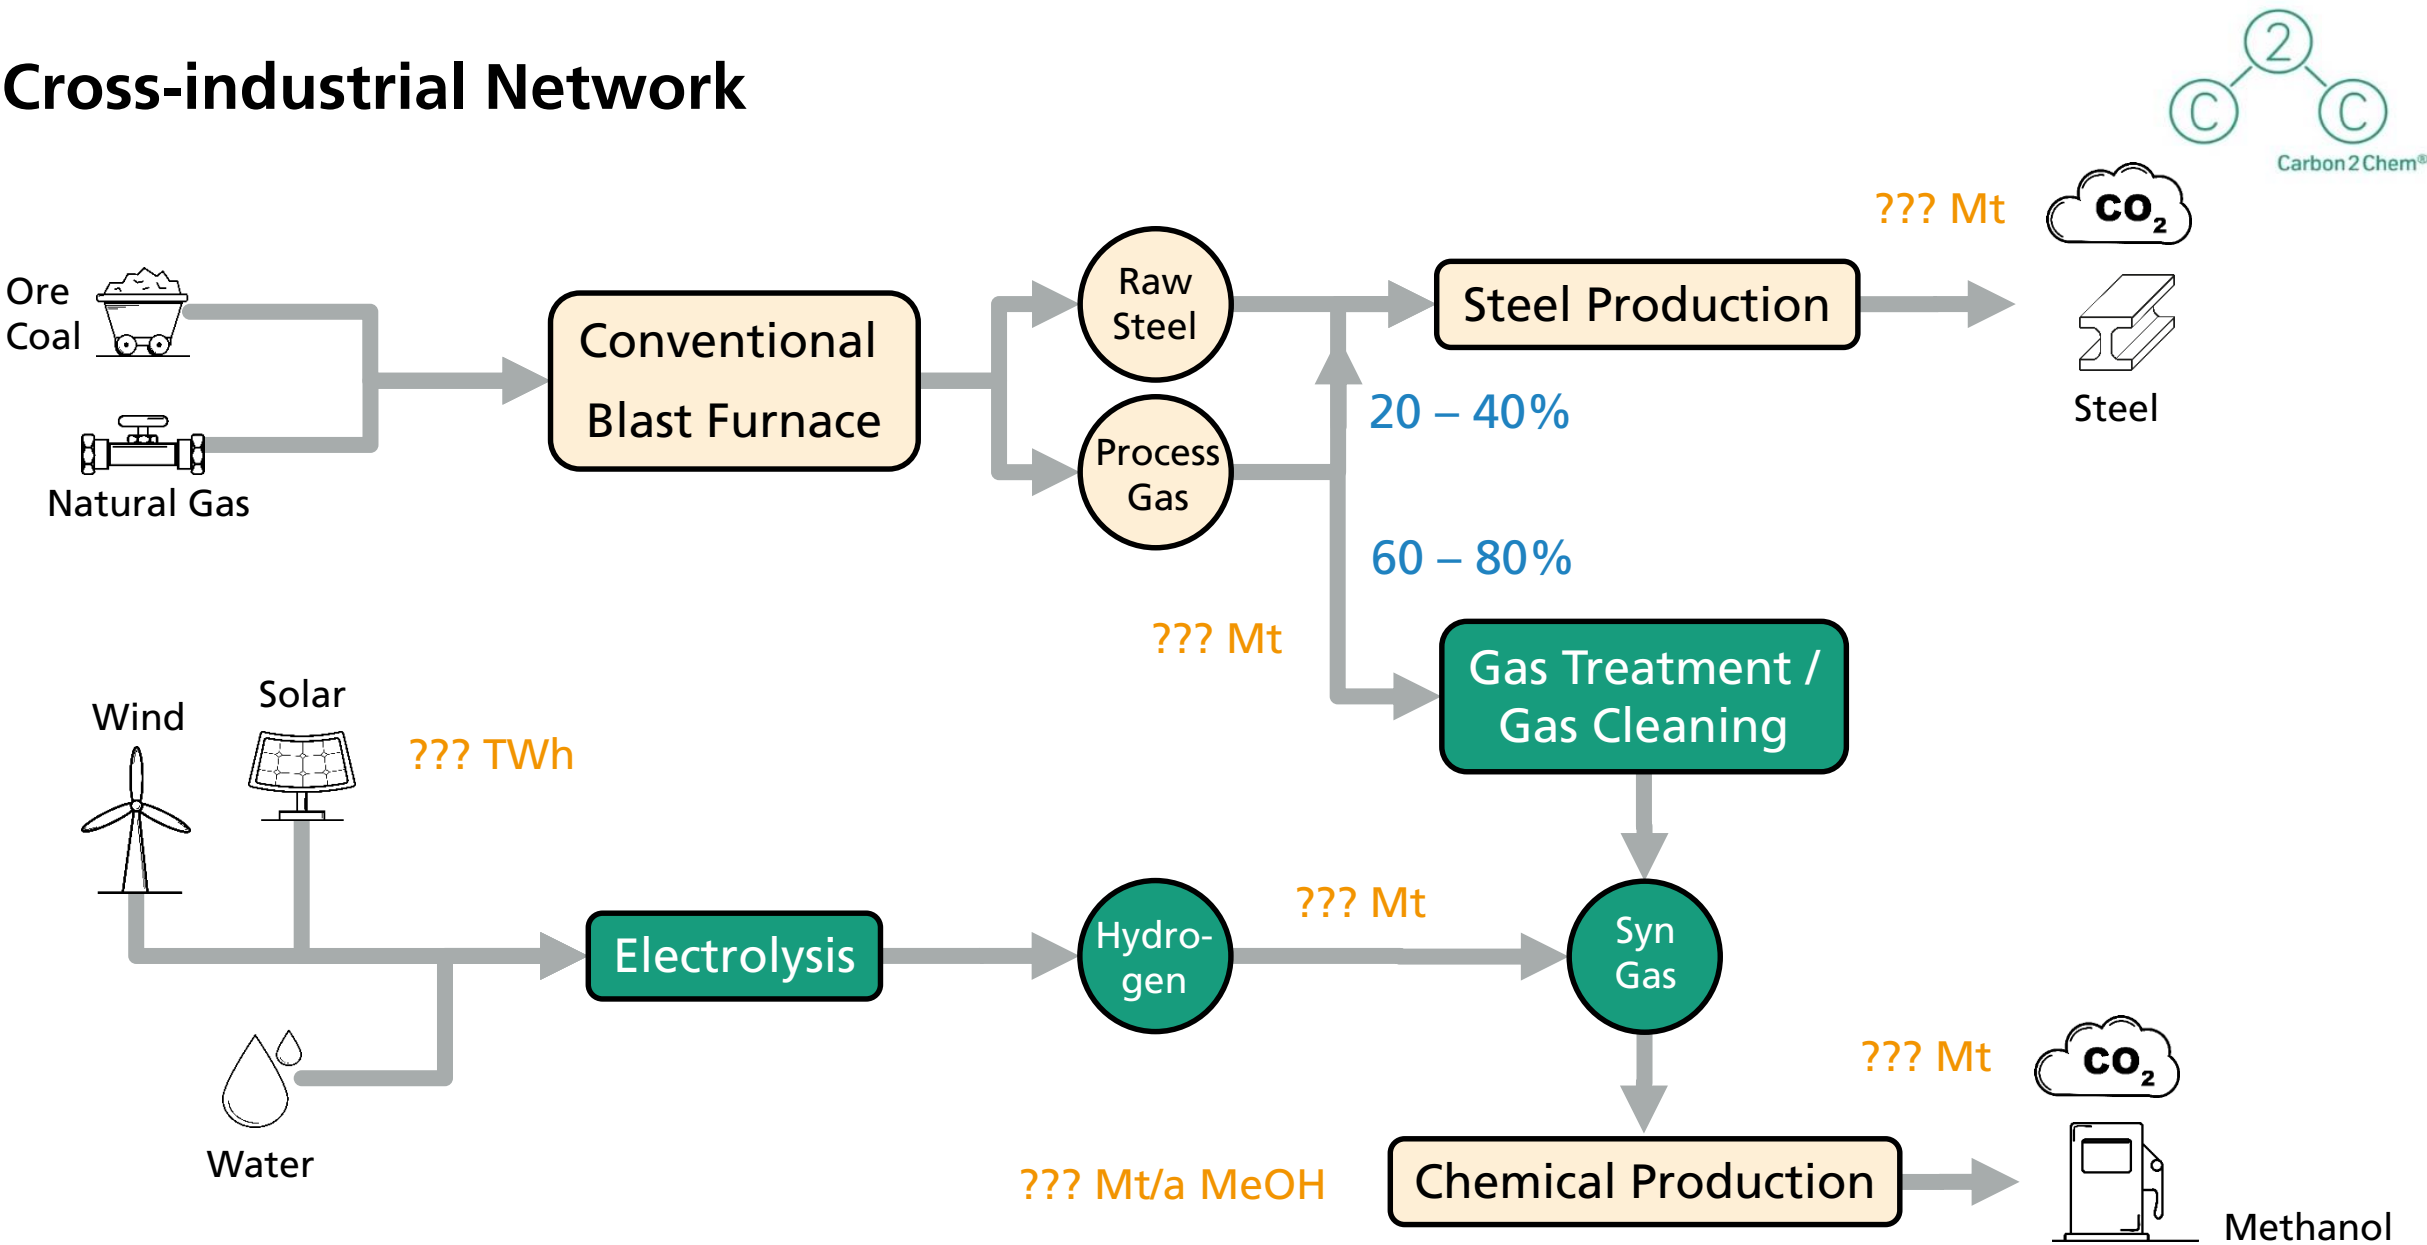 Cross-industrial Network
2
C
C
Carbon2Chem®
??? Mt
CO2
Ore
Coal
Natural Gas
Conventional
Blast Furnace
Raw
Steel
Process
Gas
Steel Production
Steel
20 – 40%
60 – 80%
??? Mt
Gas Treatment /
Gas Cleaning
Wind
Solar
??? TWh
Water
Electrolysis
Hydro-
gen
??? Mt
Syn
Gas
??? Mt
CO2
??? Mt/a MeOH
Chemical Production
Methanol